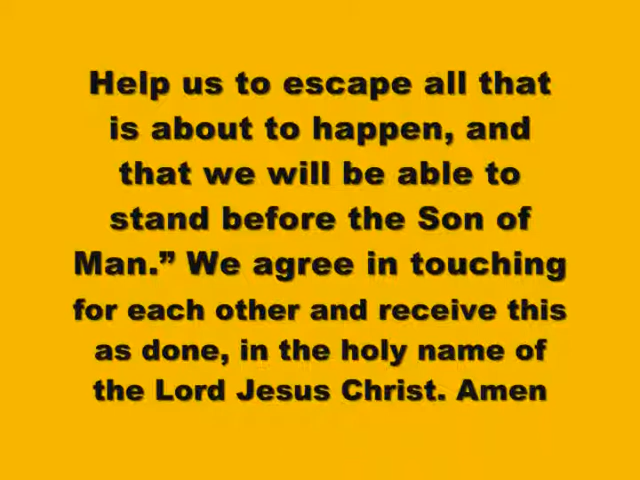 Help us to escape all that
is about to happen, and
that we will be able to
stand before the Son of
Man.” We agree in touching
for each other and receive this
as done, in the holy name of
the Lord Jesus Christ. Amen